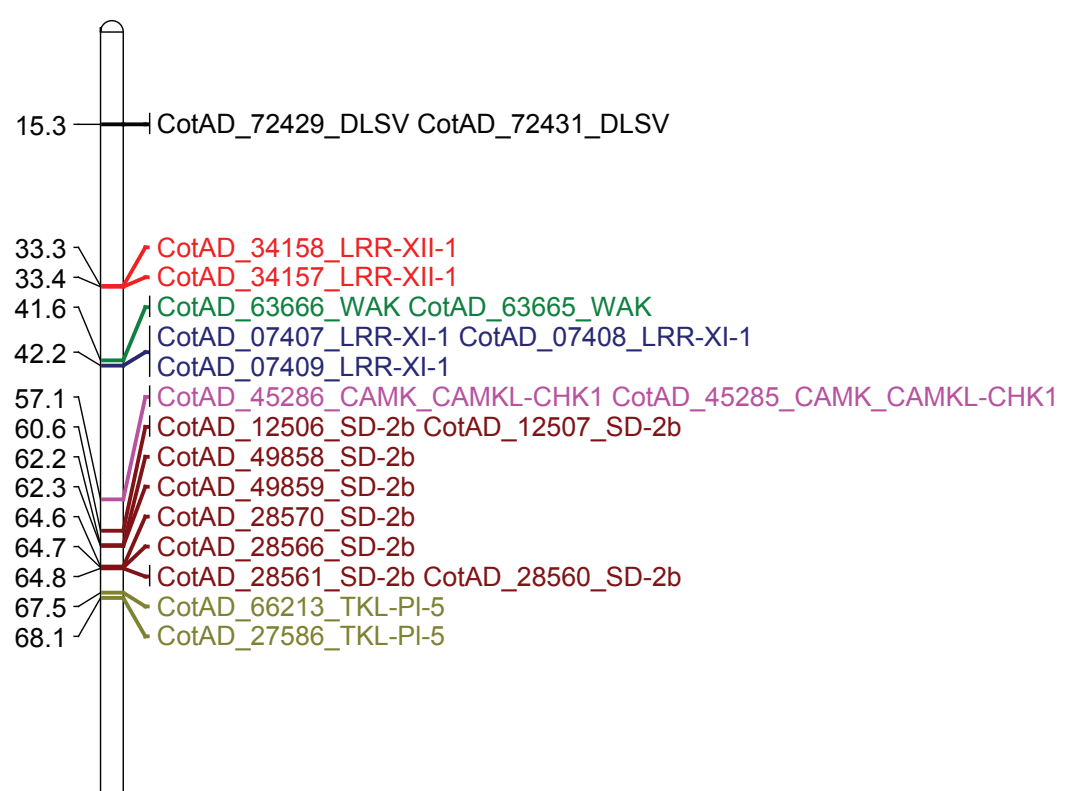 15.3 CotAD_72429_DLSV CotAD_72431_DLSV
33.3 CotAD_34158_LRR-XII-1
33.4 CotAD_34157_LRR-XII-1
41.6 CotAD_63666_WAK CotAD_63665_WAK
42.2 CotAD_07407_LRR-XI-1 CotAD_07408_LRR-XI-1
CotAD_07409_LRR-XI-1
57.1 CotAD_45286_CAMK_CAMKL-CHK1 CotAD_45285_CAMK_CAMKL-CHK1
60.6 CotAD_12506_SD-2b CotAD_12507_SD-2b
62.2 CotAD_49858_SD-2b
62.3 CotAD_49859_SD-2b
64.6 CotAD_28570_SD-2b
64.7 CotAD_28566_SD-2b
64.8 CotAD_28561_SD-2b CotAD_28560_SD-2b
67.5 CotAD_66213_TKL-Pl-5
68.1 CotAD_27586_TKL-Pl-5